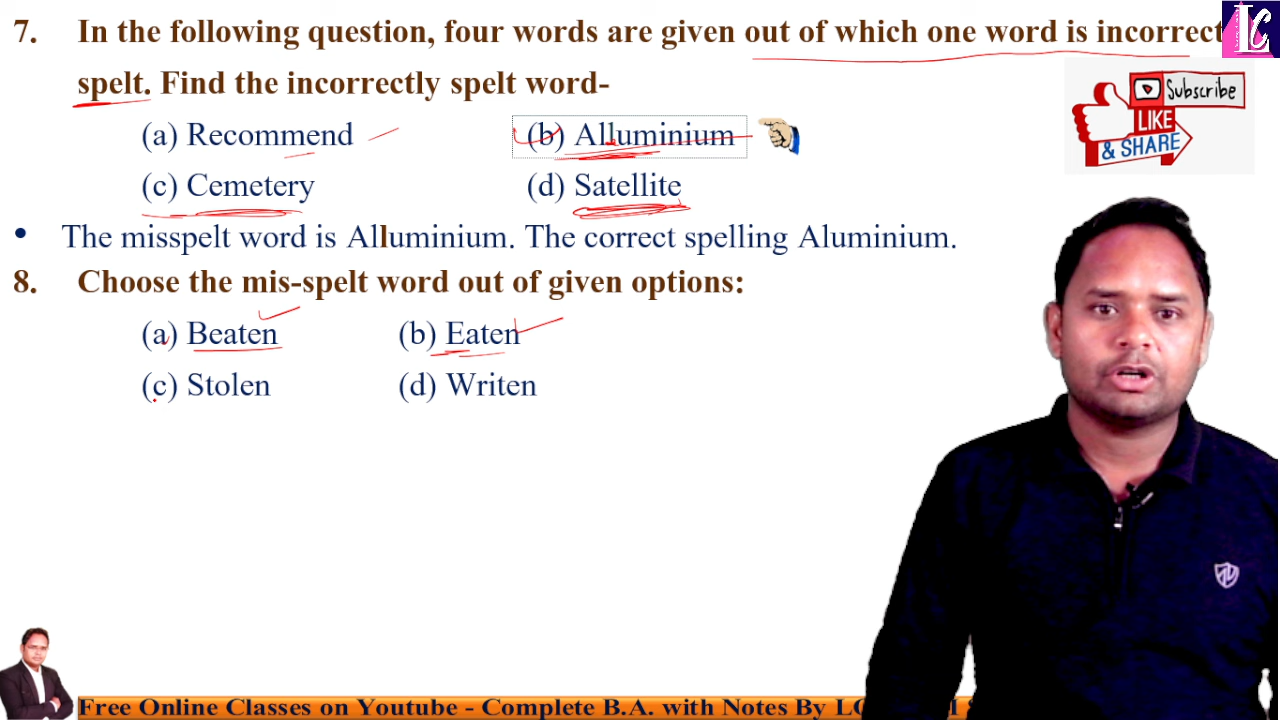 7. In the following question, four words are given out of which one word is incorrect
spelt. Find the incorrectly spelt word-
(a) Recommend (b) Alluminium
(c) Cemetery (d) Satellite
• The misspelt word is Alluminium. The correct spelling Aluminium.
8. Choose the mis-spelt word out of given options:
(a) Beaten (b) Eaten
(c) Stolen (d) Writen
LC
Subscribe
LIKE
& SHARE
Free Online Classes on Youtube - Complete B.A. with Notes By